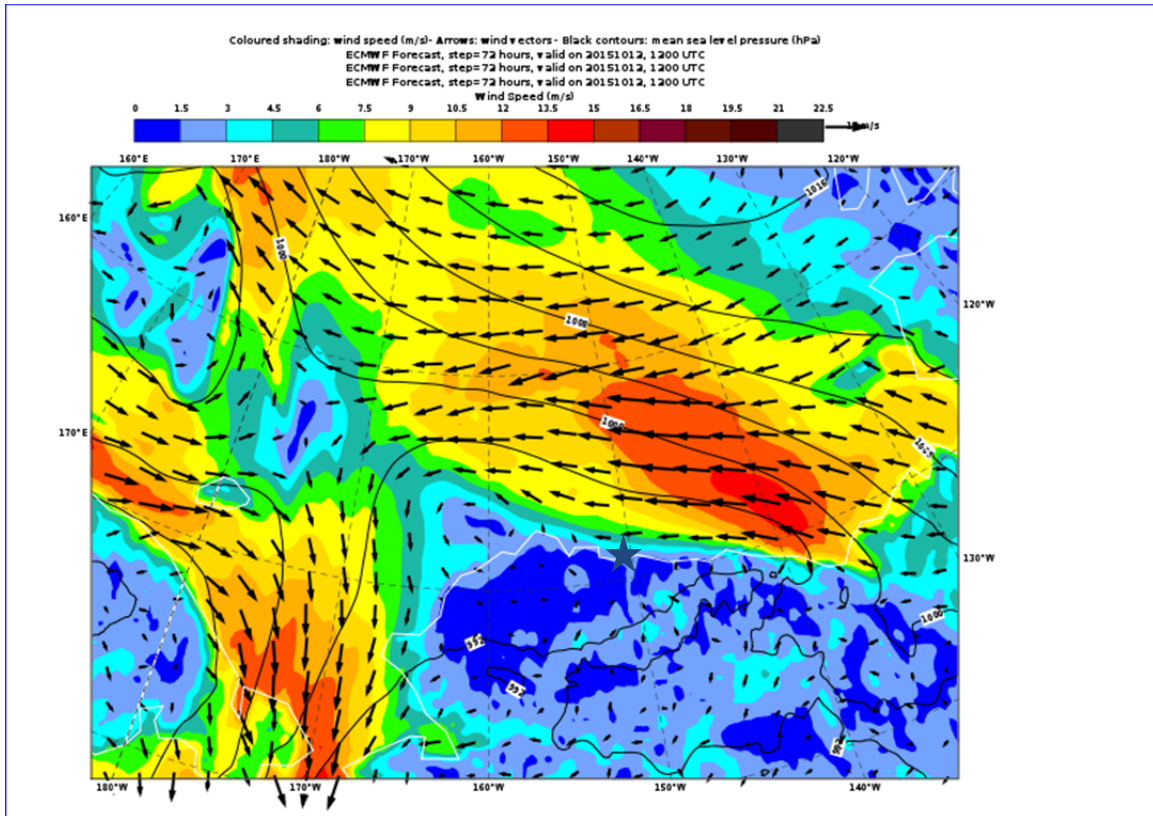 Coloured shading: wind speed (m/s)- Arrows: wind vectors - Black contours: mean sea level pressure (hPa)
ECMWF Forecast, step=72 hours, valid on 20151012, 1200 UTC
ECMWF Forecast, step=72 hours, valid on 20151012, 1200 UTC
ECMWF Forecast, step=72 hours, valid on 20151012, 1200 UTC
Wind Speed (m/s)
0 1.5 3 4.5 6 7.5 9 10.5 12 13.5 15 16.5 18 19.5 21 22.5
m/s
160°E 170°E 180°W 170°W 160°W 150°W 140°W 130°W 120°W
1016
160°E
1000
120°W
1008
1000
170°E
130°W
1000
992
992
180°W 170°W 160°W 150°W 140°W